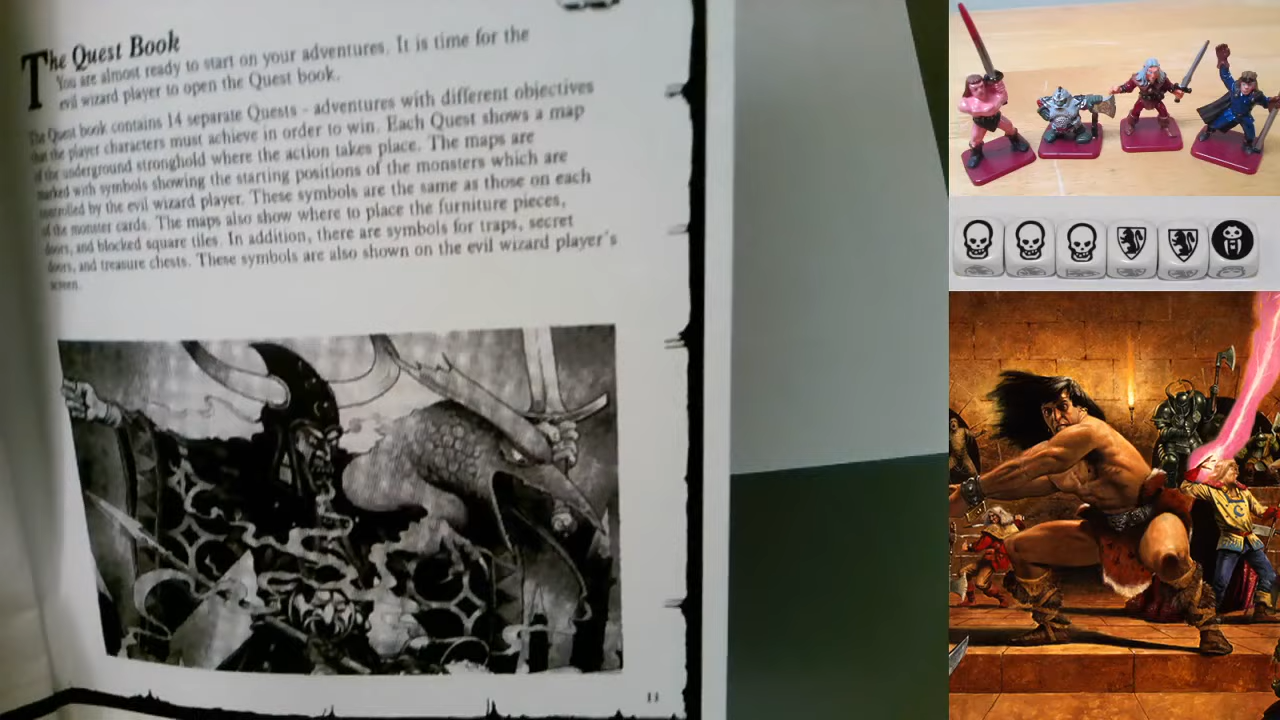 The Quest Book
You are almost ready to start on your adventures. It is time for the
evil wizard player to open the Quest book.
The Quest book contains 14 separate Quests - adventures with different objectives
that the player characters must achieve in order to win. Each Quest shows a map
of the underground stronghold where the action takes place. The maps are
marked with symbols showing the starting positions of the monsters which are
controlled by the evil wizard player. These symbols are the same as those on each
of the monster cards. The maps also show where to place the furniture pieces,
doors, and blocked square tiles. In addition, there are symbols for traps, secret
doors, and treasure chests. These symbols are also shown on the evil wizard player's
screen.